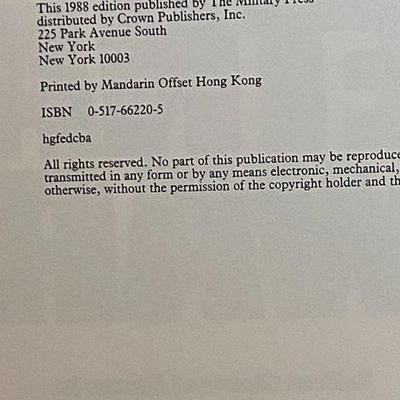 This 1988 edition published by The Military Press
distributed by Crown Publishers, Inc.
225 Park Avenue South
New York
New York 10003
Printed by Mandarin Offset Hong Kong
ISBN 0-517-66220-5
hgfedcba
All rights reserved. No part of this publication may be reproduce
transmitted in any form or by any means electronic, mechanical,
otherwise, without the permission of the copyright holder and th